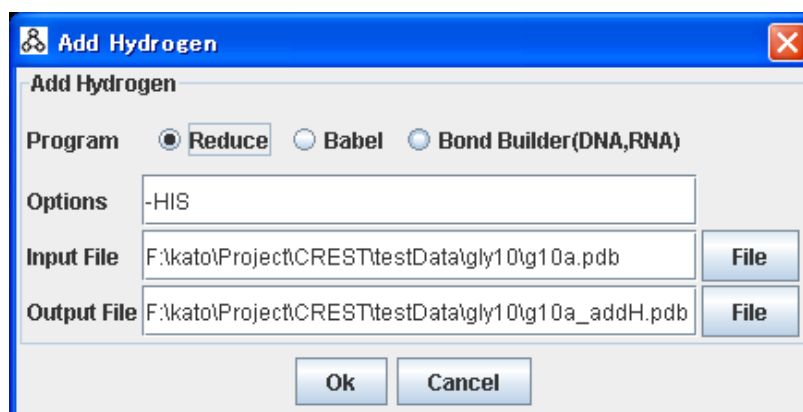 Add Hydrogen
Add Hydrogen
Program Reduce Babel Bond Builder(DNA,RNA)
Options -HIS
Input File F:\kato\Project\CREST\testData\gly10\g10a.pdb File
Output File F:\kato\Project\CREST\testData\gly10\g10a_addH.pdb File
Ok Cancel